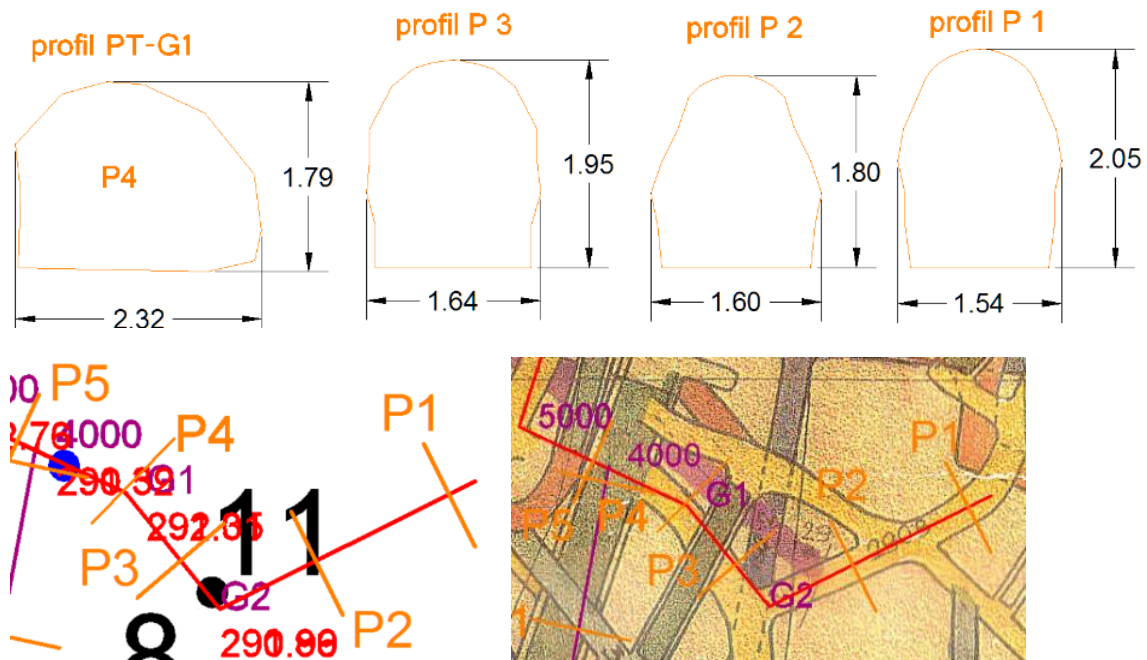 profil PT-G1
profil P 3
profil P 2
profil P 1
P4
1.79
1.95
1.80
2.05
2.32
1.64
1.60
1.54
P5
4000
P4
G1
P1
11
P3
G2
P2
8
5000
4000
G1
P1
P2
P5
P4
P3
G2
1